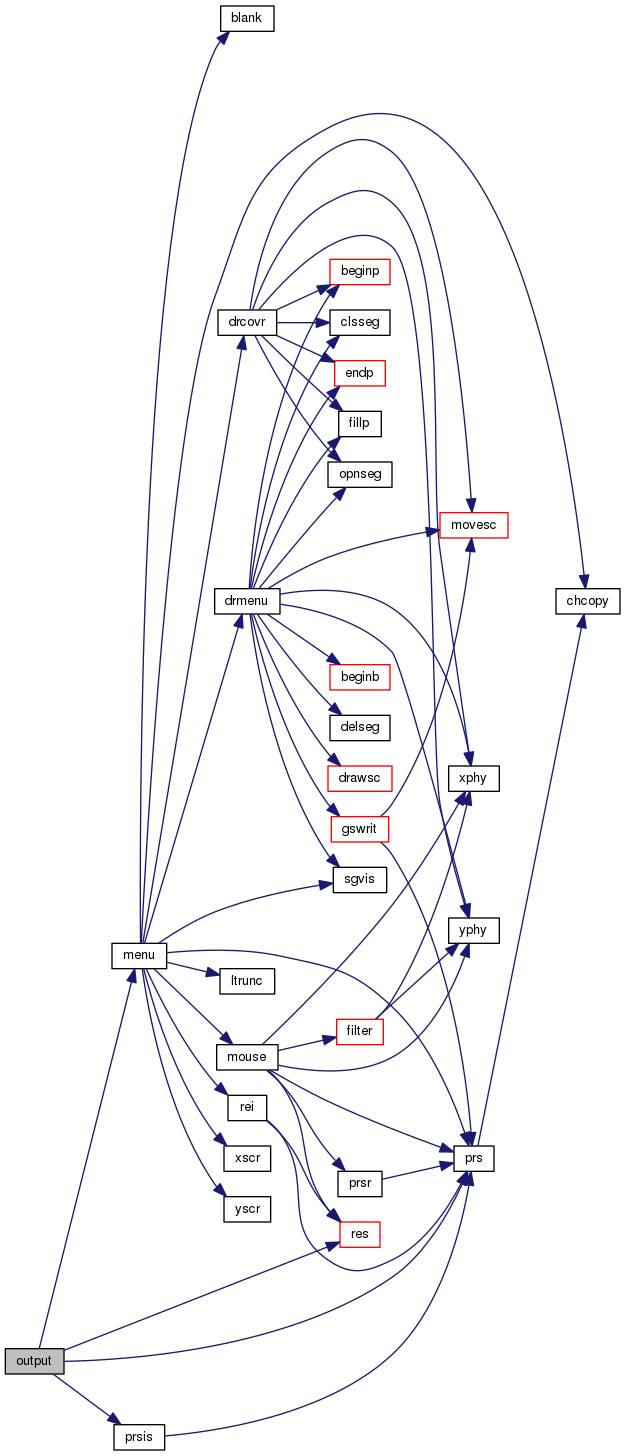 blank
beginp
drcovr
clsseg
endp
fillp
opnseg
movesc
drmenu
chcopy
beginb
delseg
drawsc
xphy
gswrit
sgvis
yphy
menu
ltrunc
filter
mouse
rei
xscr
prs
prsr
yscr
res
output
prsis